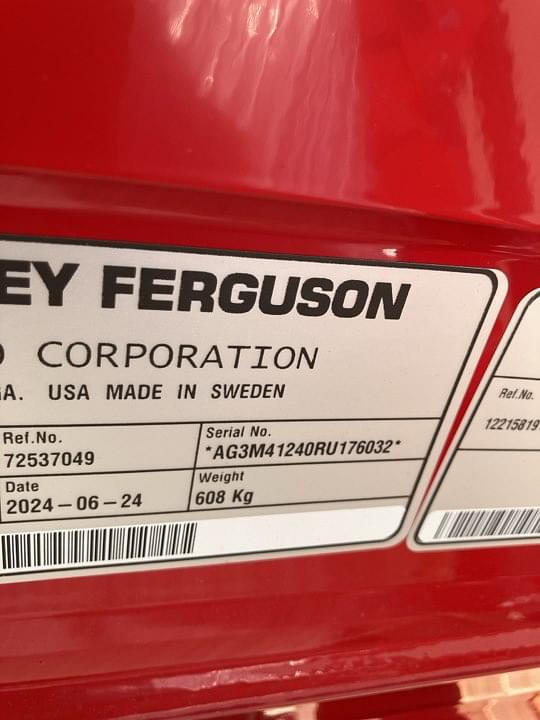 EY FERGUSON
CORPORATION
A. USA MADE IN SWEDEN
Ref.No.
72537049
Serial No.
*AG3M41240RU176032*
Date
2024-06-24
Weight
608 Kg
Ref.No.
12215819